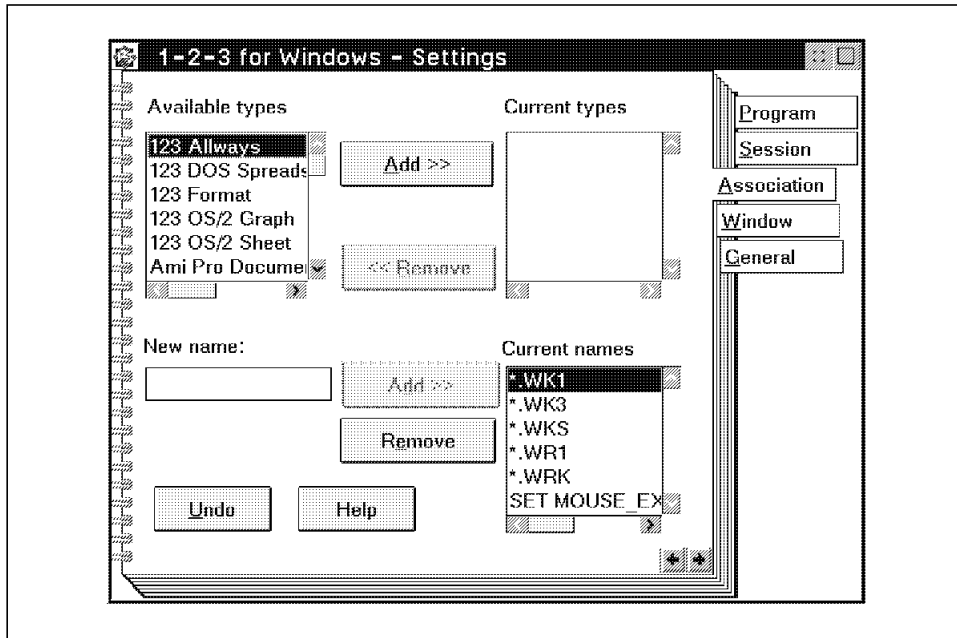 1-2-3 for Windows - Settings
Available types
123 Allways
123 DOS Spreads
123 Format
123 OS/2 Graph
123 OS/2 Sheet
Ami Pro Docume
Add >>
<< Remove
Current types
Program
Session
Association
Window
General
New name:
Add >>
Remove
Current names
*.WK1
*.WK3
*.WKS
*.WR1
*.WRK
SET MOUSE_EX
Undo
Help